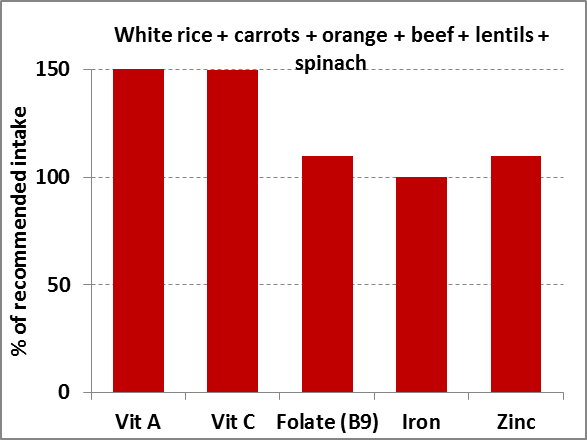 White rice + carrots + orange + beef + lentils +
spinach
% of recommended intake
150
100
50
0
Vit A
Vit C
Folate (B9)
Iron
Zinc